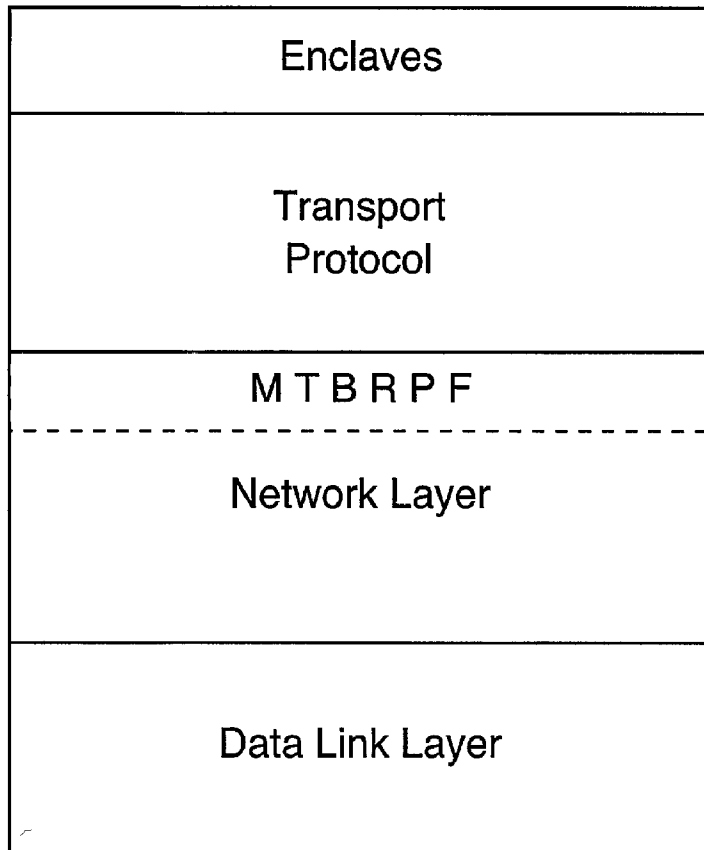 Enclaves
Transport
Protocol
M T B R P F
Network Layer
Data Link Layer